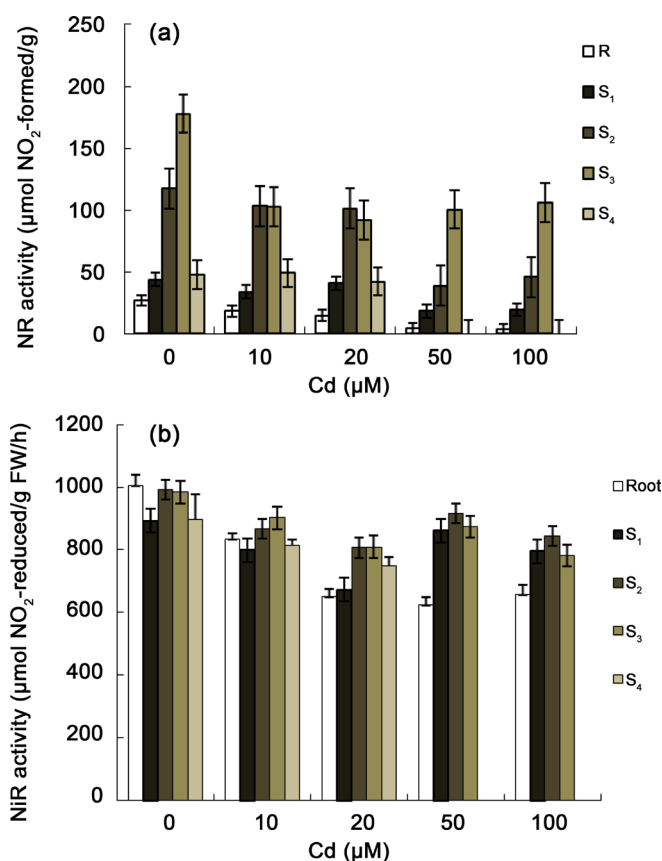 (a)
NR activity (µmol NO₂-formed/g)
250
200
150
100
50
0
0 10 20 50 100
Cd (µM)
R
S₁
S₂
S₃
S₄
(b)
NiR activity (µmol NO₂-reduced/g FW/h)
1200
1000
800
600
400
200
0
0 10 20 50 100
Cd (µM)
Root
S₁
S₂
S₃
S₄